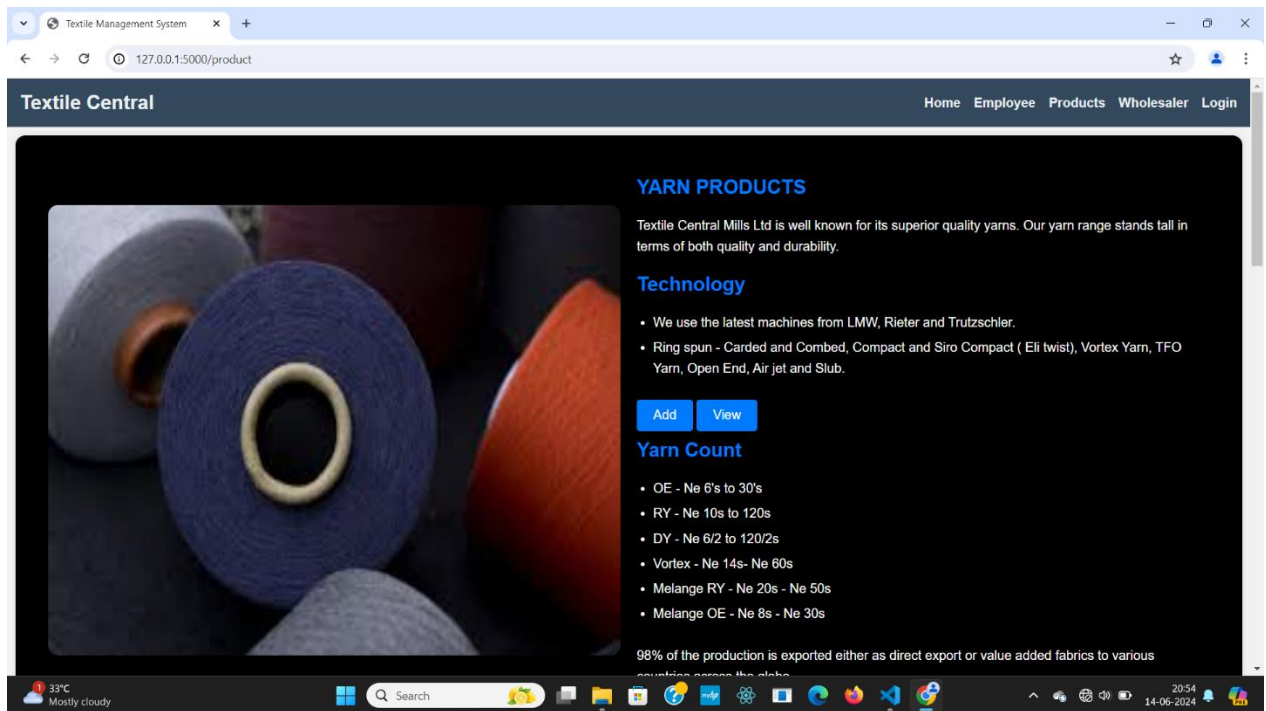 Textile Management System
127.0.0.1:5000/product
Textile Central
Home Employee Products Wholesaler Login
YARN PRODUCTS
Textile Central Mills Ltd is well known for its superior quality yarns. Our yarn range stands tall in
terms of both quality and durability.
Technology
• We use the latest machines from LMW, Rieter and Trutzschler.
• Ring spun - Carded and Combed, Compact and Siro Compact ( Eli twist), Vortex Yarn, TFO
Yarn, Open End, Air jet and Slub.
Add View
Yarn Count
• OE - Ne 6's to 30's
• RY - Ne 10s to 120s
• DY - Ne 6/2 to 120/2s
• Vortex - Ne 14s- Ne 60s
• Melange RY - Ne 20s - Ne 50s
• Melange OE - Ne 8s - Ne 30s
98% of the production is exported either as direct export or value added fabrics to various
countries across the globe
1
33°C
Mostly cloudy
Search
20:54
14-06-2024